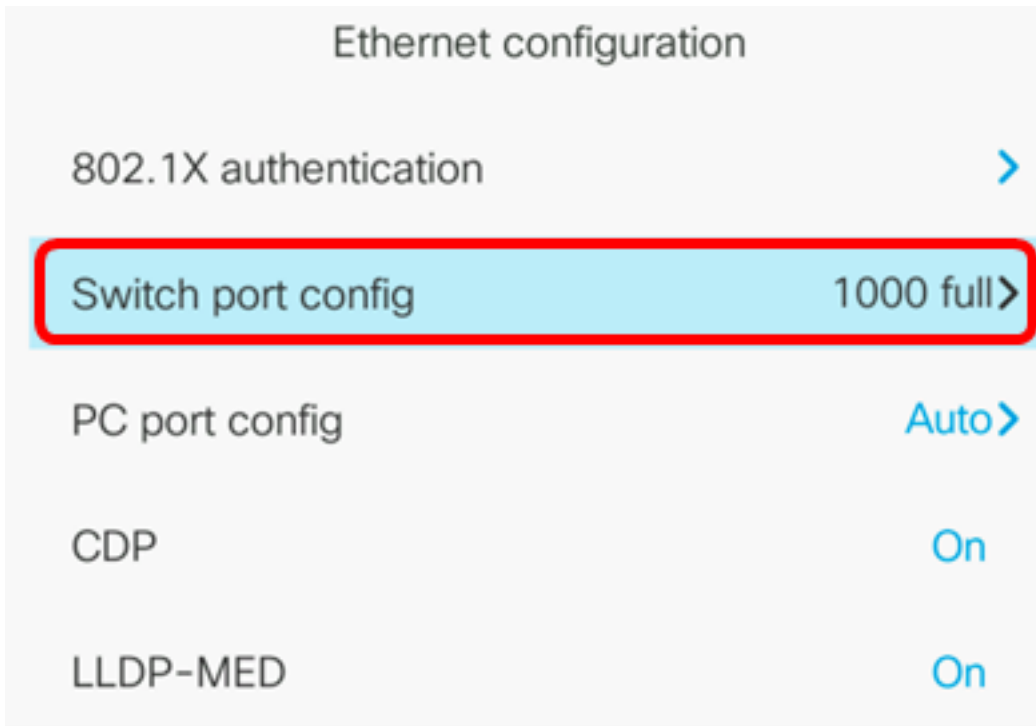 Ethernet configuration
802.1X authentication
Switch port config 1000 full
PC port config Auto
CDP On
LLDP-MED On